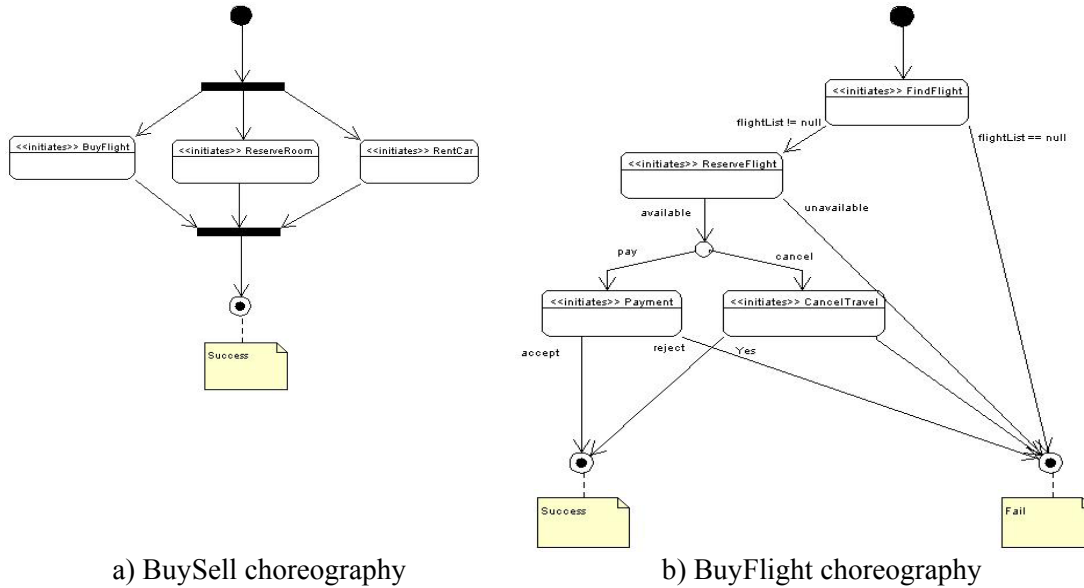 <<initiates>> BuyFlight
<<initiates>> ReserveRoom
<<initiates>> RentCar
Success
a) BuySell choreography
<<initiates>> FindFlight
flightList != null
flightList == null
<<initiates>> ReserveFlight
available
unavailable
pay
cancel
<<initiates>> Payment
<<initiates>> CancelTravel
accept
reject
Yes
Success
Fail
b) BuyFlight choreography